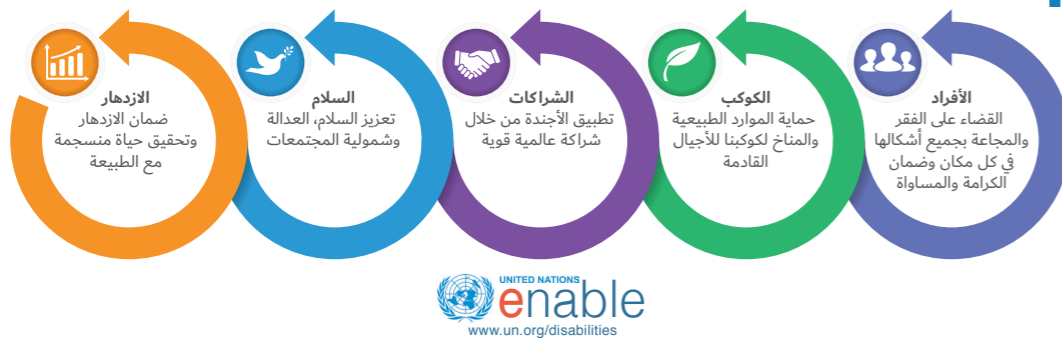 الأفراد
القضاء على الفقر
والمجاعة بجميع أشكالها
في كل مكان وضمان
الكرامة والمساواة
الكوكب
حماية الموارد الطبيعية
والمناخ لكوكبنا للأجيال
القادمة
الشراكات
تطبيق الأجندة من خلال
شراكة عالمية قوية
السلام
تعزيز السلام، العدالة
وشمولية المجتمعات
الازدهار
ضمان الازدهار
وتحقيق حياة منسجمة
مع الطبيعة
UNITED NATIONS
enable
www.un.org/disabilities